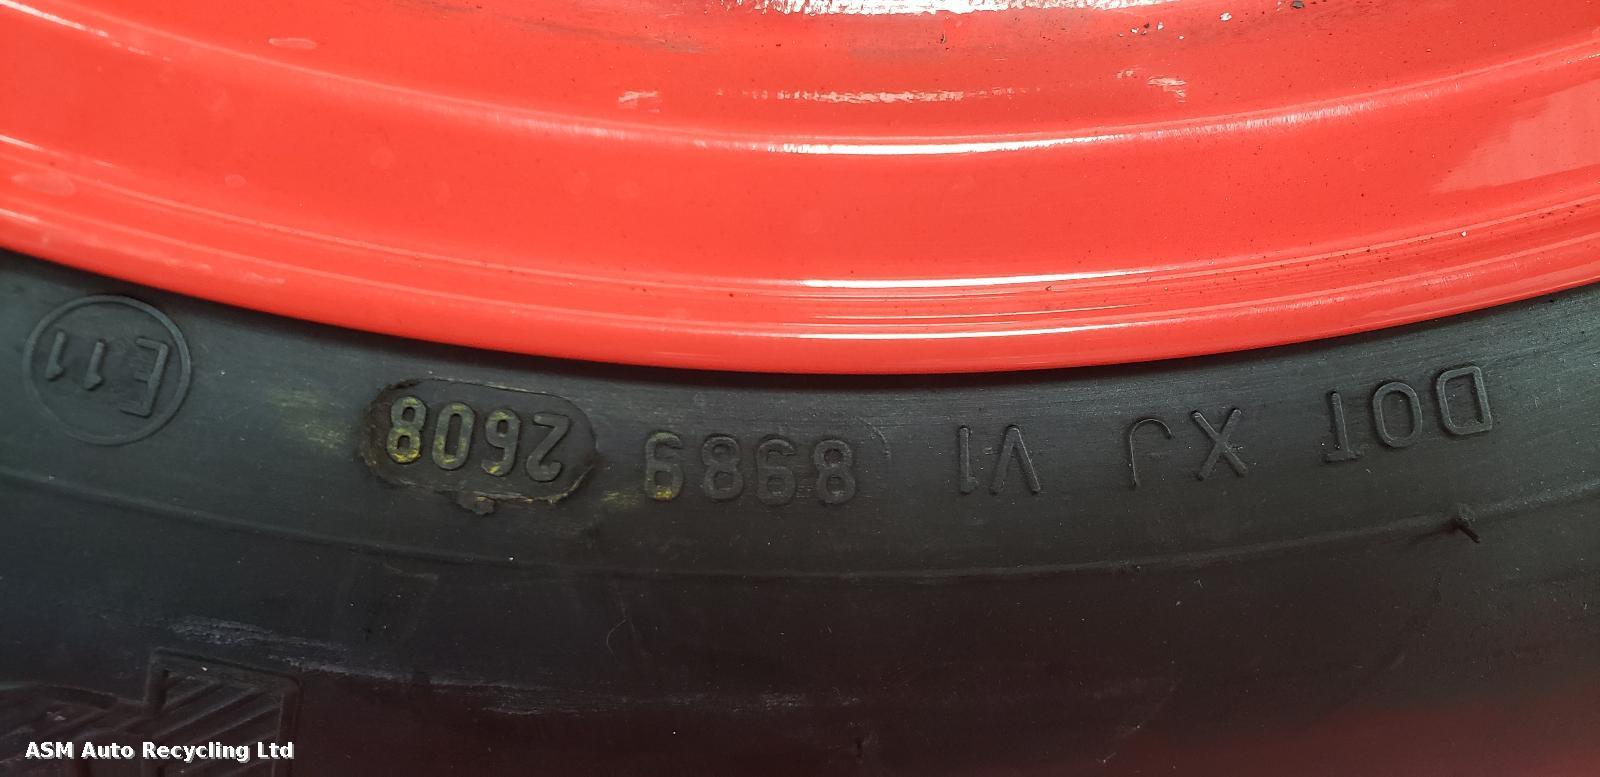 DOT XJ V1 8989 2608 E11
ASM Auto Recycling Ltd